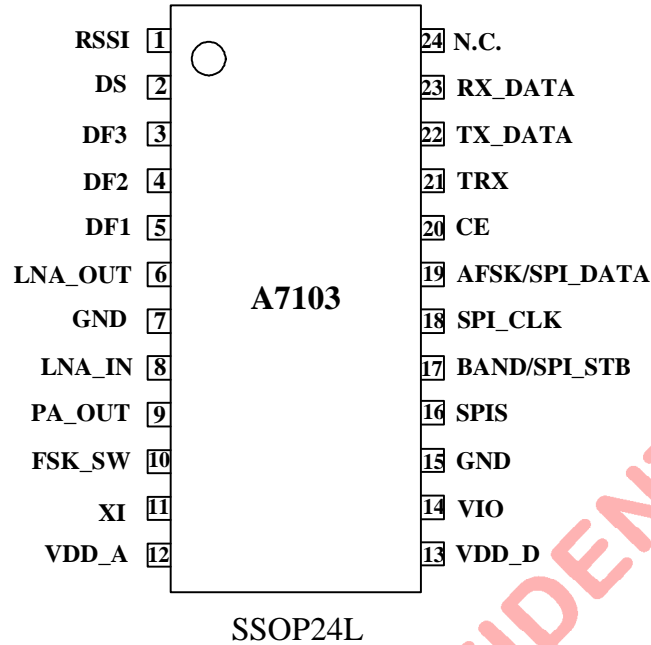 RSSI 1 24 N.C.
DS 2 23 RX_DATA
DF3 3 22 TX_DATA
DF2 4 21 TRX
DF1 5 20 CE
LNA_OUT 6 19 AFSK/SPI_DATA
A7103
GND 7 18 SPI_CLK
LNA_IN 8 17 BAND/SPI_STB
PA_OUT 9 16 SPIS
FSK_SW 10 15 GND
XI 11 14 VIO
VDD_A 12 13 VDD_D
SSOP24L